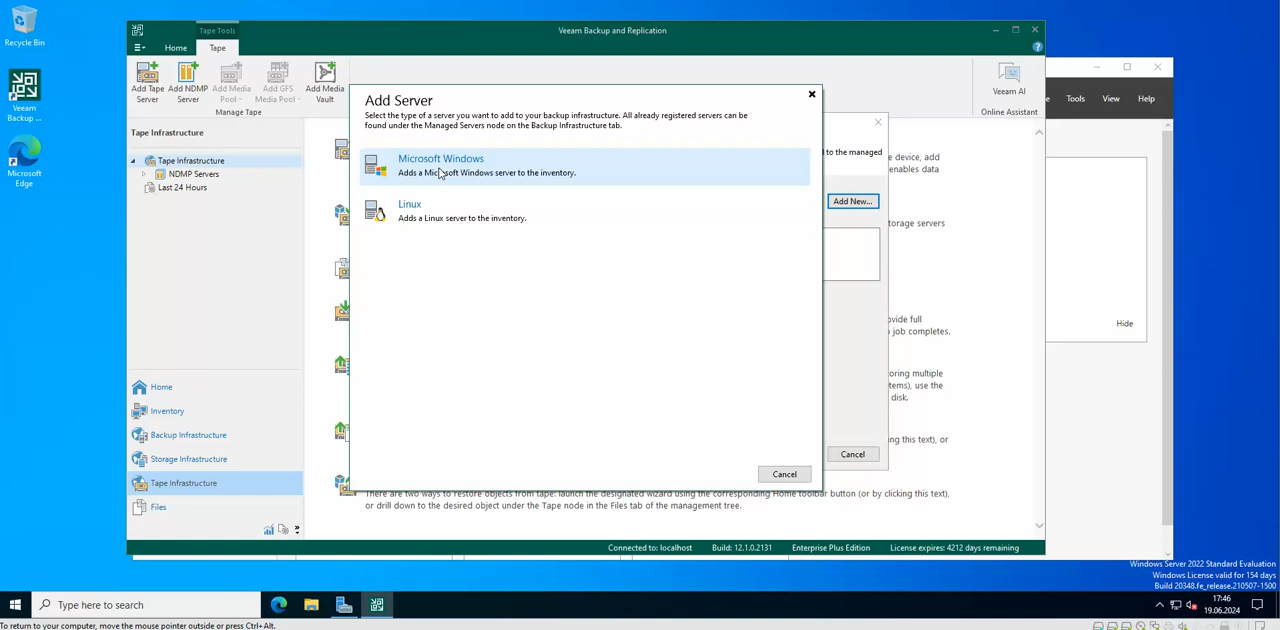 Recycle Bin
Veeam
Backup ...
Microsoft
Edge
Tape Tools
Veeam Backup and Replication
Home
Tape
Add Tape
Server
Add NDMP
Server
Add Media
Pool
Add GFS
Media Pool
Add Media
Vault
Manage Tape
Veeam AI
Online Assistant
Tools
View
Help
Tape Infrastructure
Tape Infrastructure
NDMP Servers
Last 24 Hours
Home
Inventory
Backup Infrastructure
Storage Infrastructure
Tape Infrastructure
Files
Add Server
Select the type of a server you want to add to your backup infrastructure. All already registered servers can be
found under the Managed Servers node on the Backup Infrastructure tab.
Microsoft Windows
Adds a Microsoft Windows server to the inventory.
Linux
Adds a Linux server to the inventory.
Cancel
d to the managed
Add New...
Cancel
e device, add
enables data
torage servers
ovide full
o job completes.
oring multiple
tems), use the
disk.
ng this text), or
Hide
There are two ways to restore objects from tape: launch the designated wizard using the corresponding Home toolbar button (or by clicking this text),
or drill down to the desired object under the Tape node in the Files tab of the management tree.
Connected to: localhost
Build: 12.1.0.2131
Enterprise Plus Edition
License expires: 4212 days remaining
Windows Server 2022 Standard Evaluation
Windows License valid for 154 days
Build 20348.fe_release.210507-1500
Type here to search
17:46
19.06.2024
To return to your computer, move the mouse pointer outside or press Ctrl+Alt.